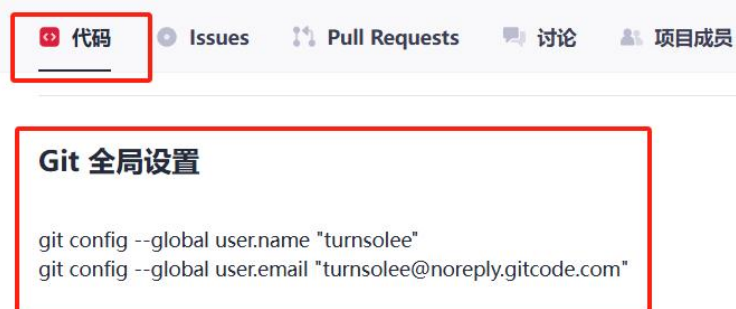 代码 Issues Pull Requests 讨论 项目成员
Git 全局设置
git config --global user.name "turnsolee"
git config --global user.email "turnsolee@noreply.gitcode.com"